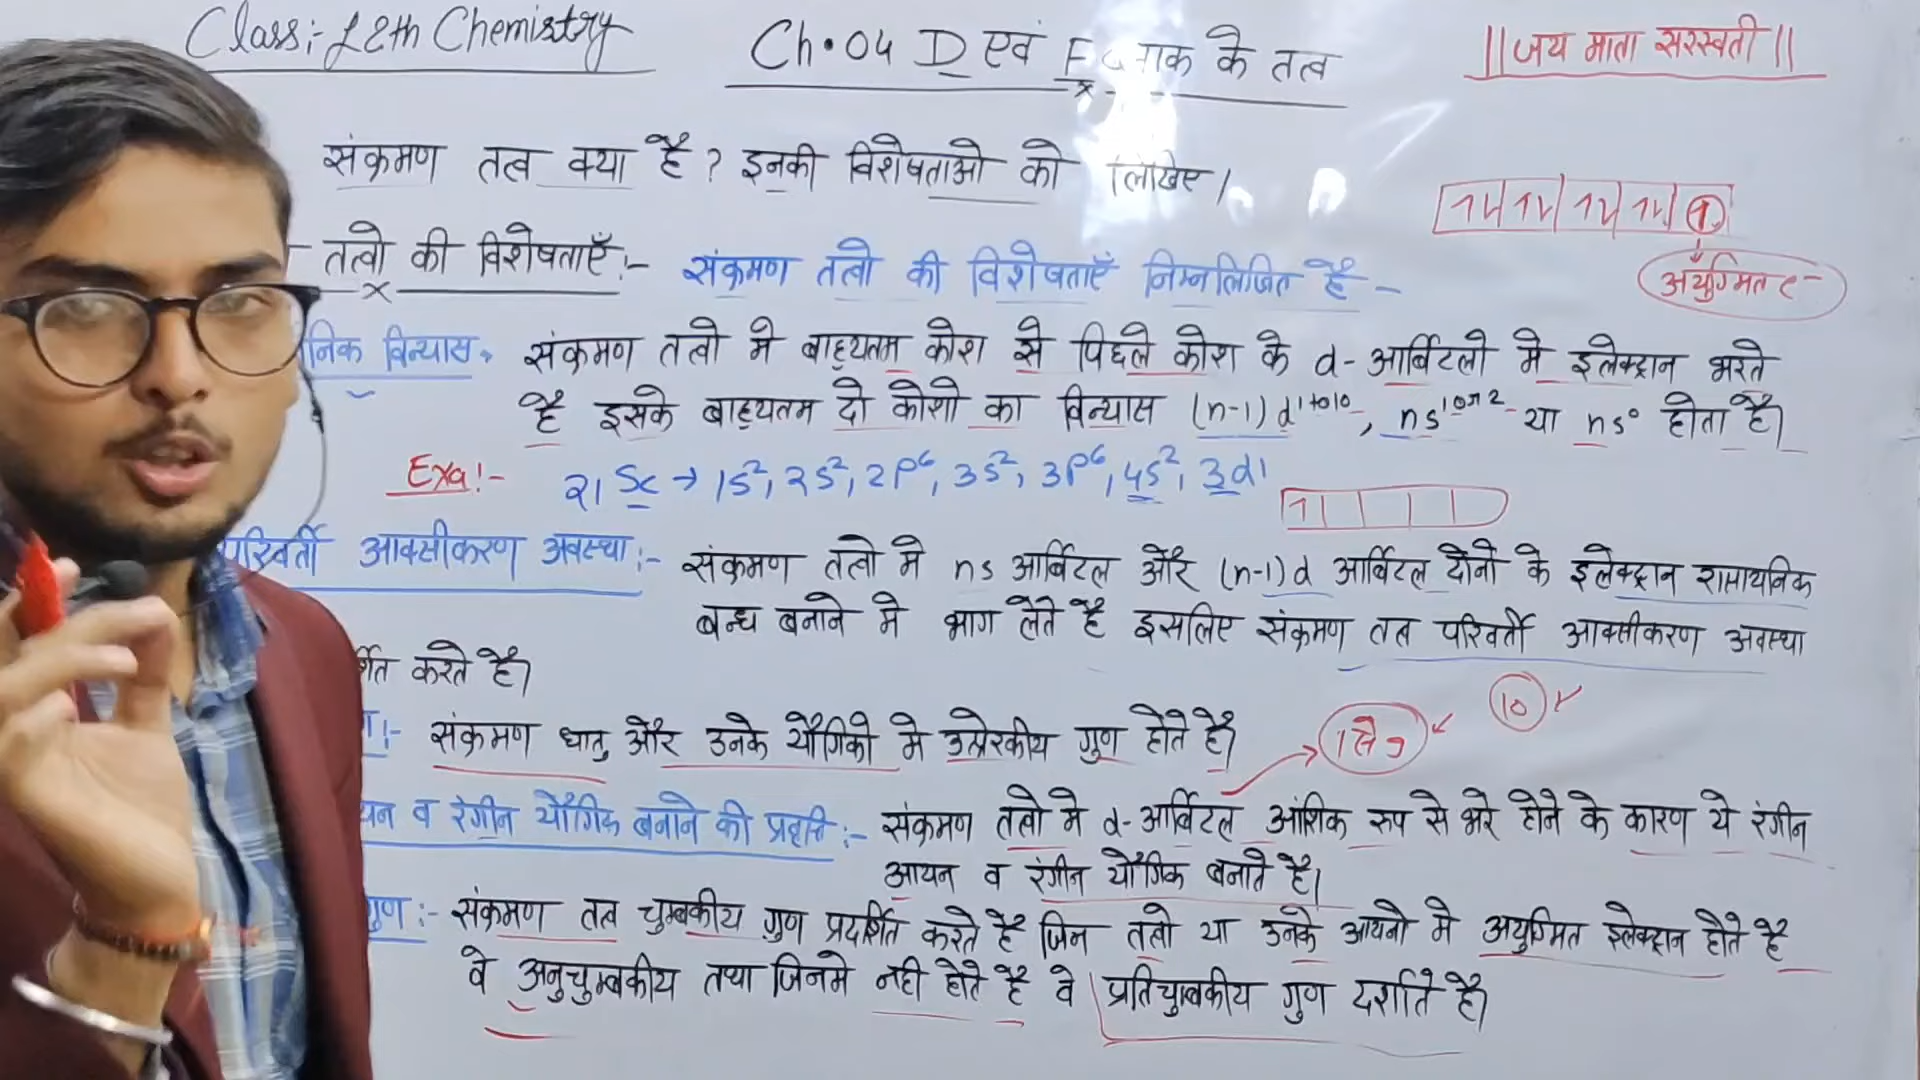 Class:- 12th Chemistry
Ch.04 D एवं F के तत्व
||जय माता सरस्वती||
संक्रमण तत्व क्या है? इनकी विशेषताओ को लिखिए।
तत्वो की विशेषताएँ:- संक्रमण तत्वो की विशेषताएँ निम्नलिखित है -
अयुग्मित e-
विन्यास संक्रमण तत्वो मे बाह्यतम कोश से पिछले कोश के d-आर्बिटलो मे इलेक्ट्रान भरते
है इसके बाह्यतम दो कोशो का विन्यास (n-1) d¹ to 10, ns¹ or 2 या ns⁰ होता है।
Exa:- 21 Sc → 1s², 2s², 2p⁶, 3s², 3p⁶, 4s², 3d¹
परिवर्ती आक्सीकरण अवस्था:- संक्रमण तत्वो मे ns आर्बिटल और (n-1)d आर्बिटल दोनो के इलेक्ट्रान रासायनिक
बन्ध बनाने मे भाग लेते है इसलिए संक्रमण तत्व परिवर्ती आक्सीकरण अवस्था
करते है।
संक्रमण धातु और उनके यौगिको मे उत्प्रेरकीय गुण होते है।
1 से 9
10
व रंगीन यौगिक बनाने की प्रवृत्ति:- संक्रमण तत्वो मे d-आर्बिटल आंशिक रूप से भरे होने के कारण ये रंगीन
आयन व रंगीन यौगिक बनाते है।
गुण:- संक्रमण तत्व चुम्बकीय गुण प्रदर्शित करते है जिन तत्वो या उनके आयनो मे अयुग्मित इलेक्ट्रान होते है
वे अनुचुम्बकीय तथा जिनमे नही होते है वे प्रतिचुम्बकीय गुण दर्शाते है।